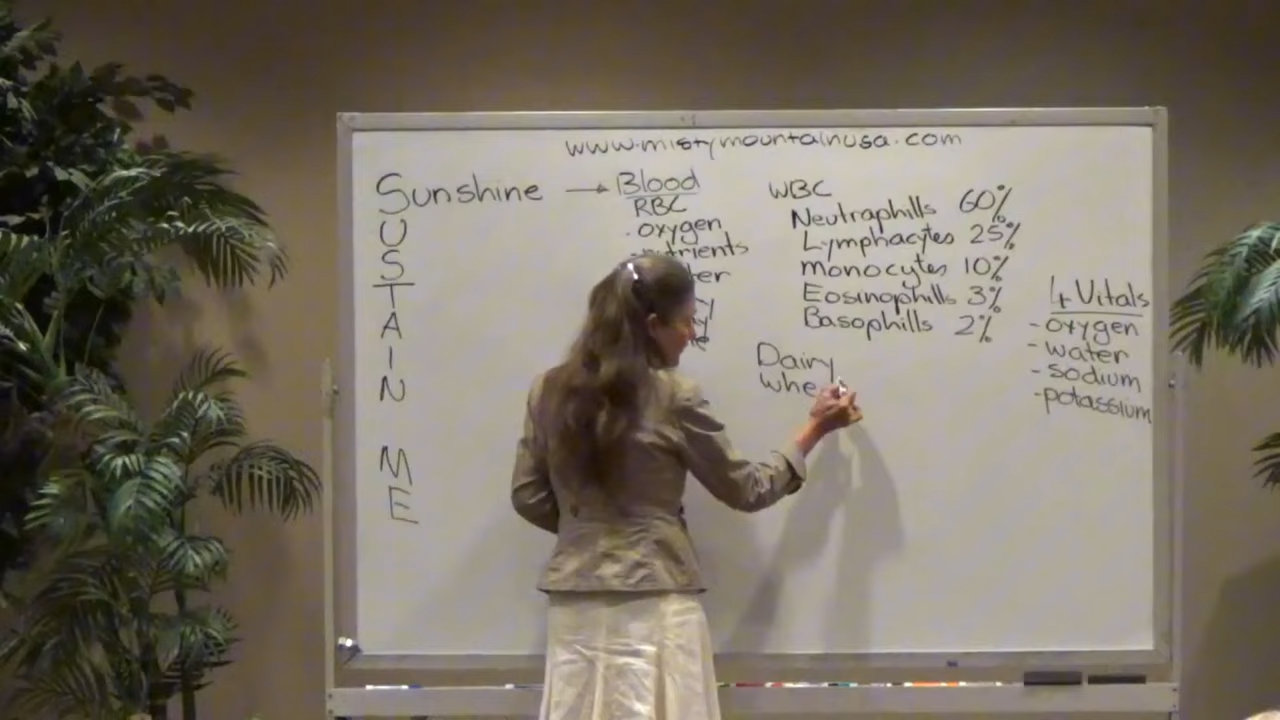 www.mistymountainusa.com
Sunshine → Blood
U
S
T
A
I
N
M
E
RBC
- oxygen
WBC
Neutraphills 60%
Lymphacytes 25%
monocytes 10%
Eosinophills 3%
Basophills 2%
Dairy
Whe
4 Vitals
- oxygen
- water
- sodium
- potassium